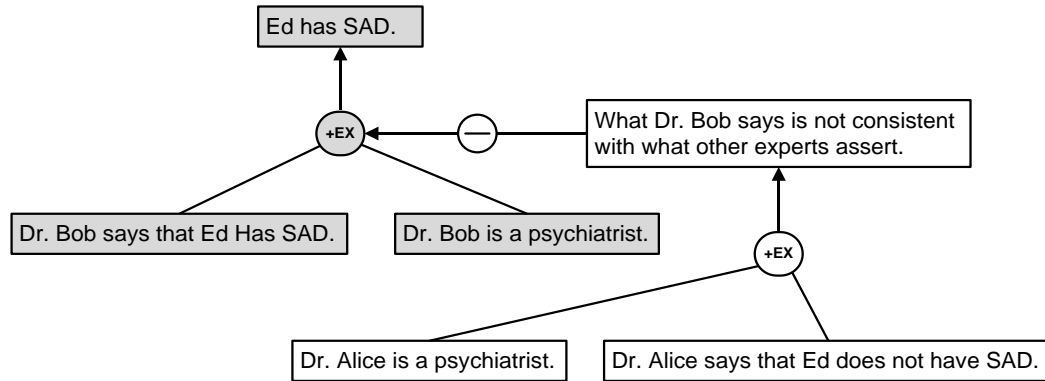 Ed has SAD.
+EX
What Dr. Bob says is not consistent
with what other experts assert.
Dr. Bob says that Ed Has SAD.
Dr. Bob is a psychiatrist.
+EX
Dr. Alice is a psychiatrist.
Dr. Alice says that Ed does not have SAD.